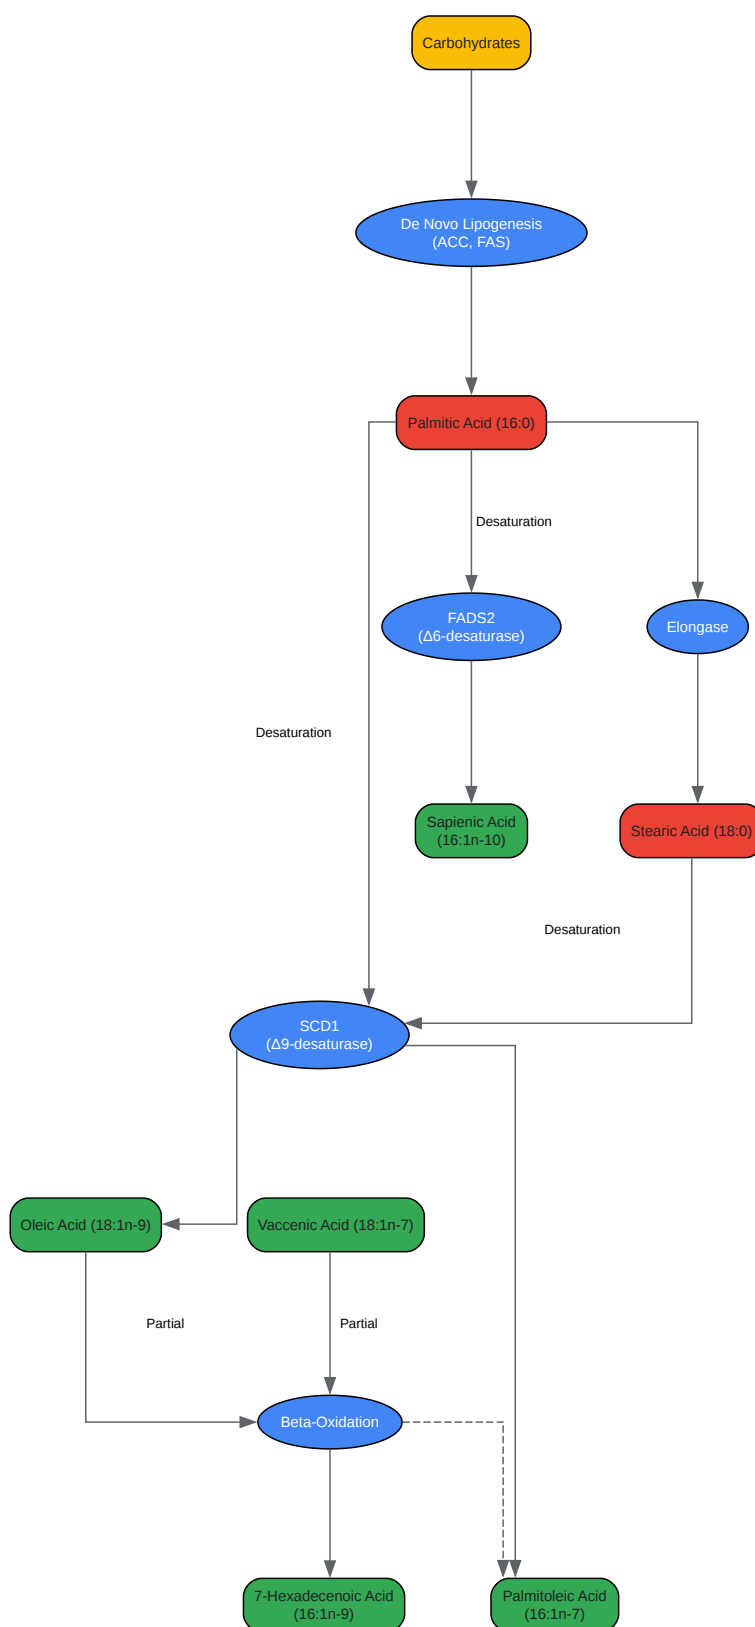 Carbohydrates
De Novo Lipogenesis
(ACC, FAS)
Palmitic Acid (16:0)
Desaturation
FADS2
(Δ6-desaturase)
Elongase
Desaturation
Sapienic Acid
(16:1n-10)
Stearic Acid (18:0)
Desaturation
SCD1
(Δ9-desaturase)
Oleic Acid (18:1n-9)
Vaccenic Acid (18:1n-7)
Partial
Partial
Beta-Oxidation
7-Hexadecenoic Acid
(16:1n-9)
Palmitoleic Acid
(16:1n-7)